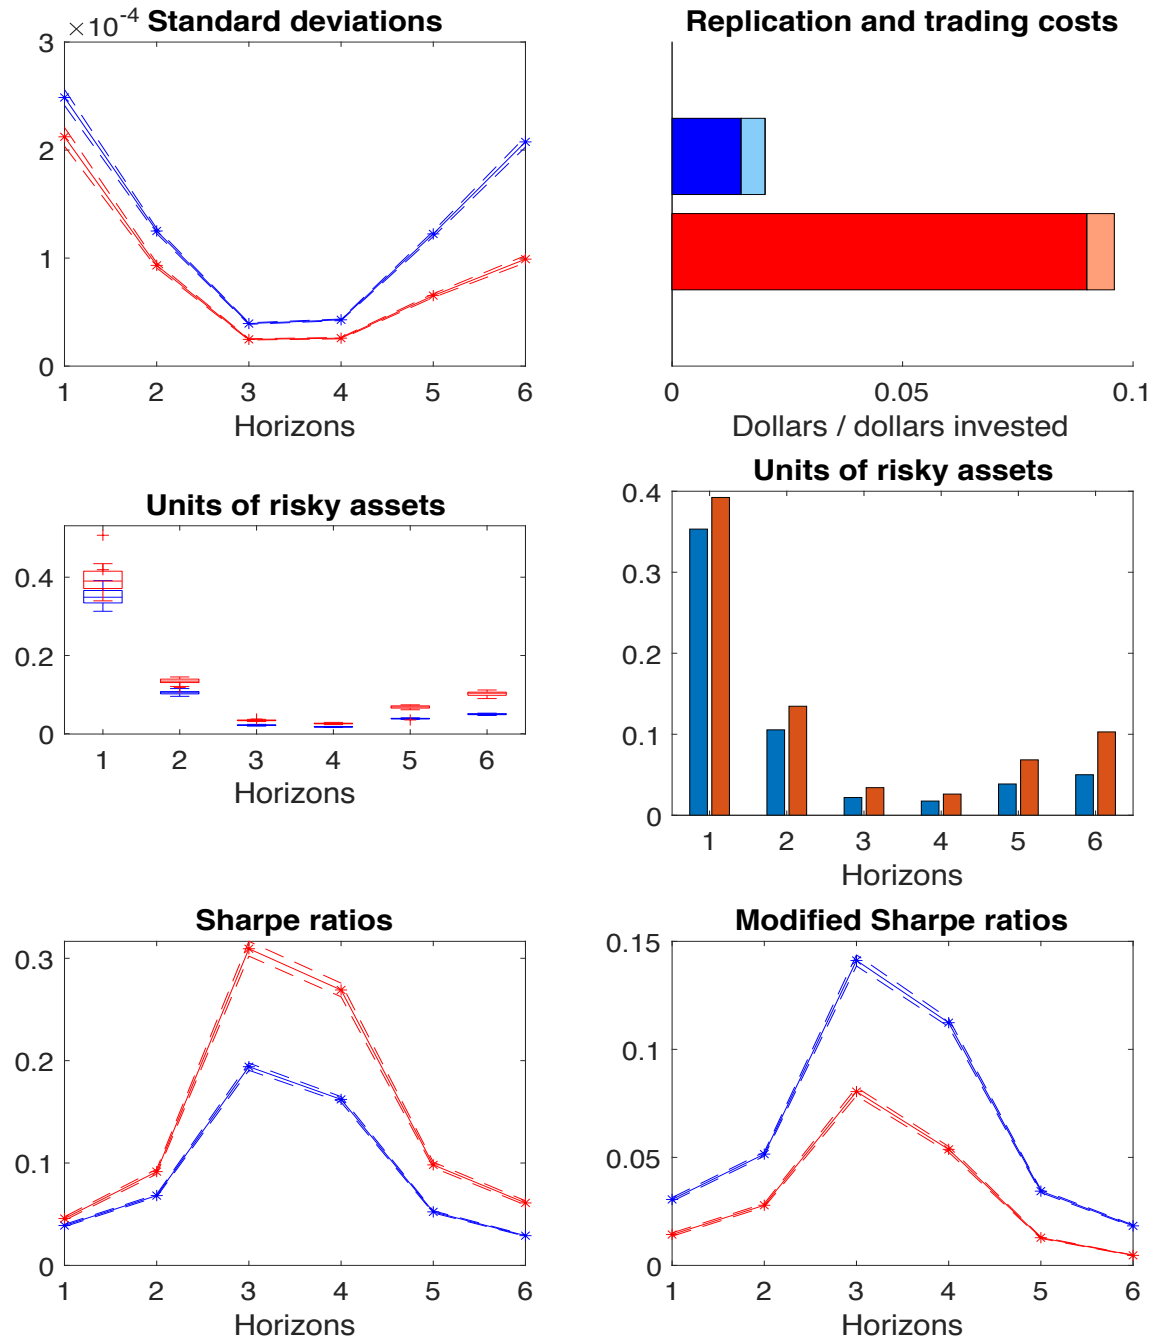 ×10⁻⁴ Standard deviations
3
2
1
0
1 2 3 4 5 6
Horizons
Replication and trading costs
0 0.05 0.1
Dollars / dollars invested
Units of risky assets
0.4
0.2
0
1 2 3 4 5 6
Horizons
Units of risky assets
0.4
0.3
0.2
0.1
0
1 2 3 4 5 6
Horizons
Sharpe ratios
0.3
0.2
0.1
0
1 2 3 4 5 6
Horizons
Modified Sharpe ratios
0.15
0.1
0.05
0
1 2 3 4 5 6
Horizons